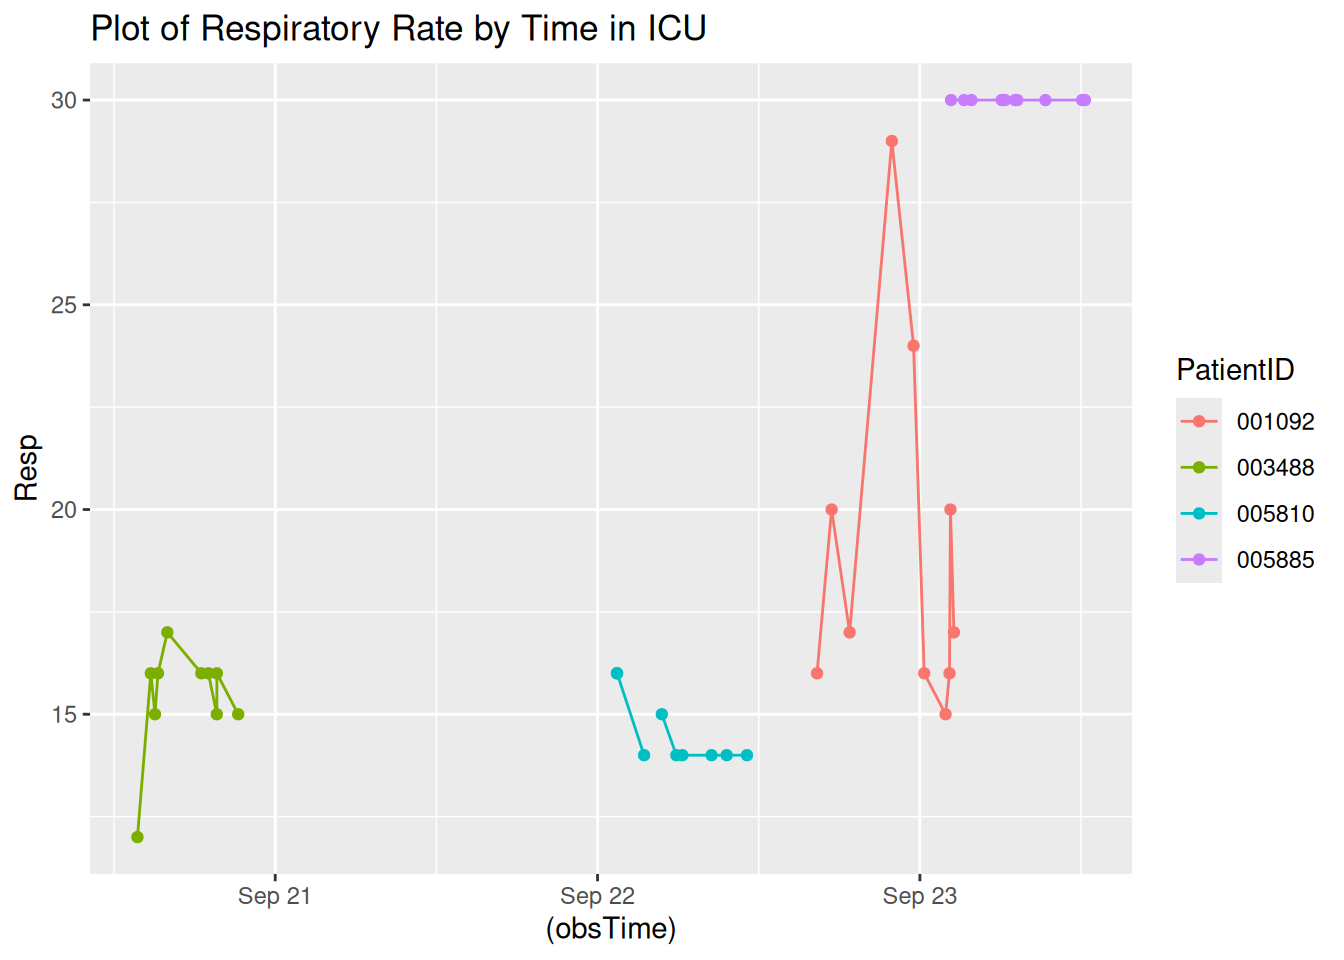 Plot of Respiratory Rate by Time in ICU
30
25
20
15
Resp
Sep 21
Sep 22
Sep 23
(obsTime)
PatientID
001092
003488
005810
005885